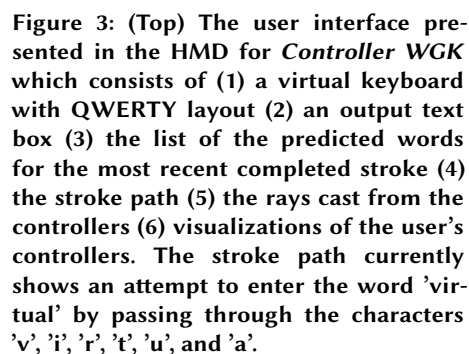 Figure 3: (Top) The user interface pre-
sented in the HMD for Controller WGK
which consists of (1) a virtual keyboard
with QWERTY layout (2) an output text
box (3) the list of the predicted words
for the most recent completed stroke (4)
the stroke path (5) the rays cast from the
controllers (6) visualizations of the user's
controllers. The stroke path currently
shows an attempt to enter the word 'vir-
tual' by passing through the characters
'v', 'i', 'r', 't', 'u', and 'a'.